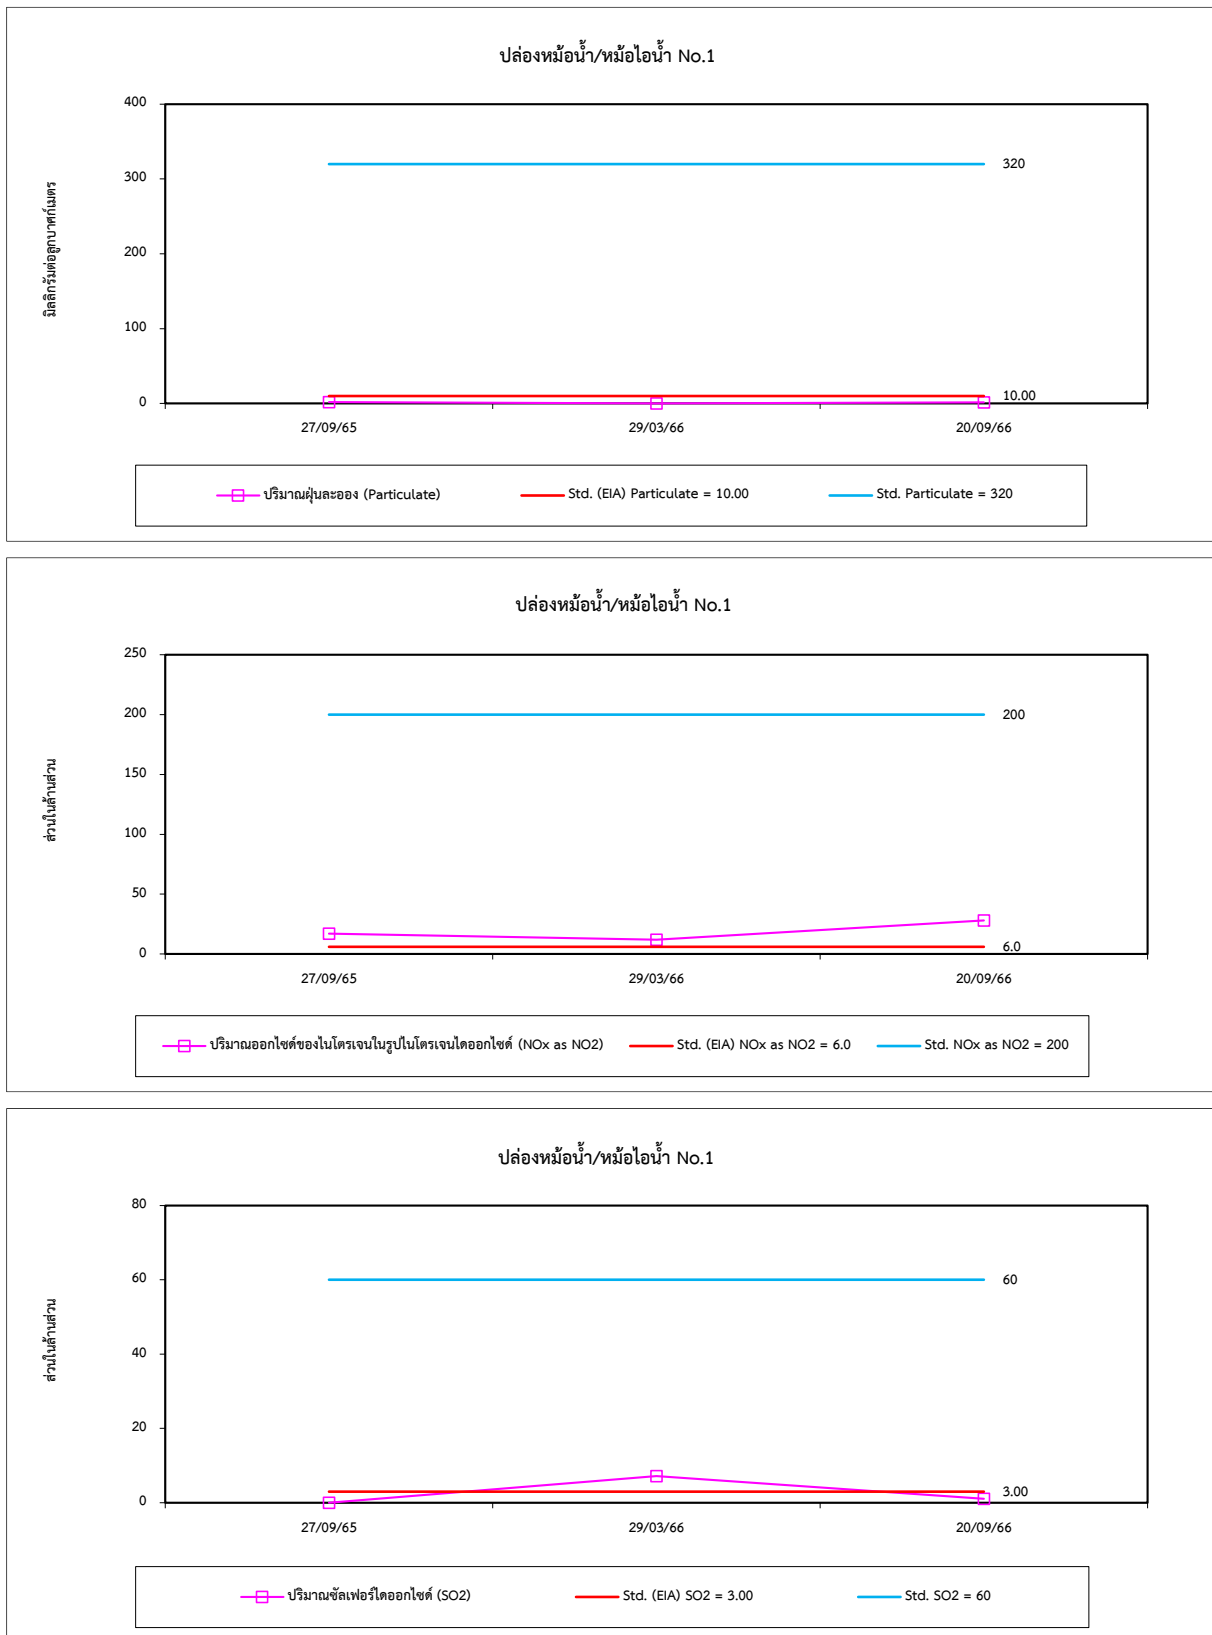 ปล่องหม้อน้ำ/หม้อไอน้ำ No.1
400
300
200
100
0
มิลลิกรัมต่อลูกบาศก์เมตร
320
10.00
27/09/65 29/03/66 20/09/66
ปริมาณฝุ่นละออง (Particulate) Std. (EIA) Particulate = 10.00 Std. Particulate = 320
ปล่องหม้อน้ำ/หม้อไอน้ำ No.1
250
200
150
100
50
0
ส่วนในล้านส่วน
200
6.0
27/09/65 29/03/66 20/09/66
ปริมาณออกไซด์ของไนโตรเจนในรูปไนโตรเจนไดออกไซด์ (NOx as NO2) Std. (EIA) NOx as NO2 = 6.0 Std. NOx as NO2 = 200
ปล่องหม้อน้ำ/หม้อไอน้ำ No.1
80
60
40
20
0
ส่วนในล้านส่วน
60
3.00
27/09/65 29/03/66 20/09/66
ปริมาณซัลเฟอร์ไดออกไซด์ (SO2) Std. (EIA) SO2 = 3.00 Std. SO2 = 60